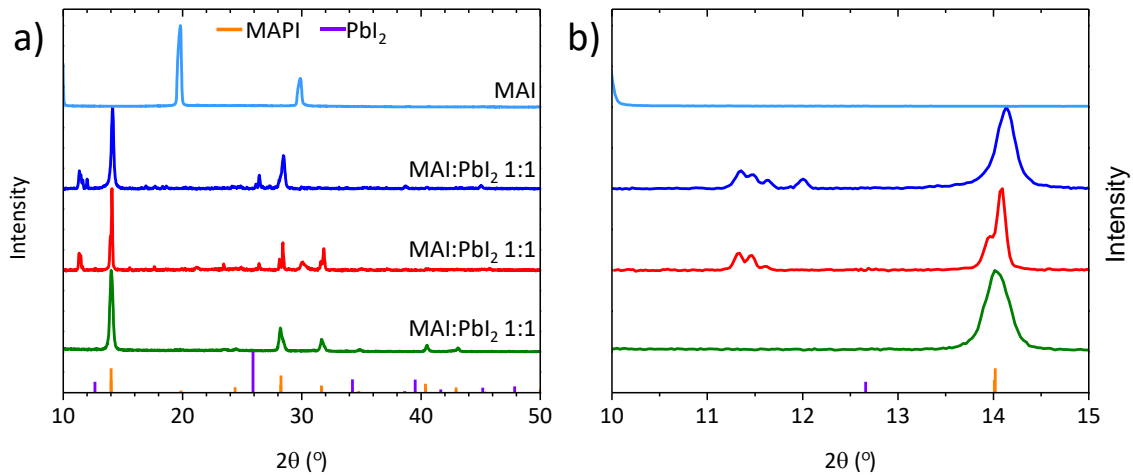 a)
MAPI
PbI₂
MAI
MAI:PbI₂ 1:1
MAI:PbI₂ 1:1
MAI:PbI₂ 1:1
Intensity
10 20 30 40 50
2θ (°)
b)
Intensity
10 11 12 13 14 15
2θ (°)